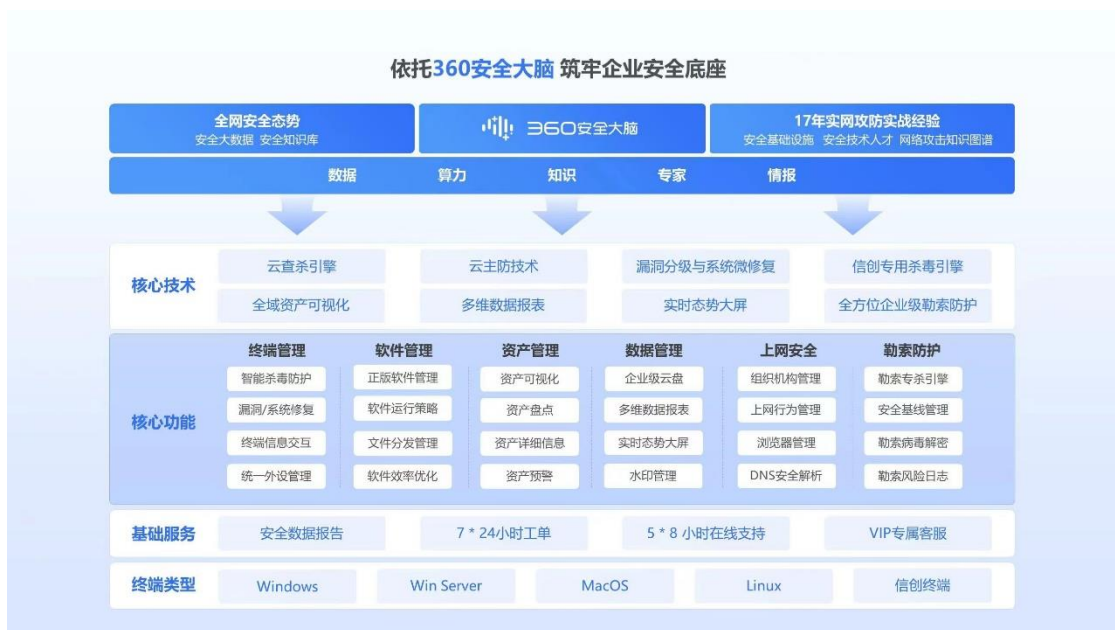 依托360安全大脑 筑牢企业安全底座
全网安全态势
安全大数据 安全知识库
360安全大脑
17年实网攻防实战经验
安全基础设施 安全技术人才 网络攻击知识图谱
数据 算力 知识 专家 情报
核心技术
云查杀引擎 云主防技术 漏洞分级与系统微修复 信创专用杀毒引擎
全域资产可视化 多维数据报表 实时态势大屏 全方位企业级勒索防护
核心功能
终端管理 软件管理 资产管理 数据管理 上网安全 勒索防护
智能杀毒防护 正版软件管理 资产可视化 企业级云盘 组织机构管理 勒索专杀引擎
漏洞/系统修复 软件运行策略 资产盘点 多维数据报表 上网行为管理 安全基线管理
终端信息交互 文件分发管理 资产详细信息 实时态势大屏 浏览器管理 勒索病毒解密
统一外设管理 软件效率优化 资产预警 水印管理 DNS安全解析 勒索风险日志
基础服务 安全数据报告 7 * 24小时工单 5 * 8 小时在线支持 VIP专属客服
终端类型 Windows Win Server MacOS Linux 信创终端